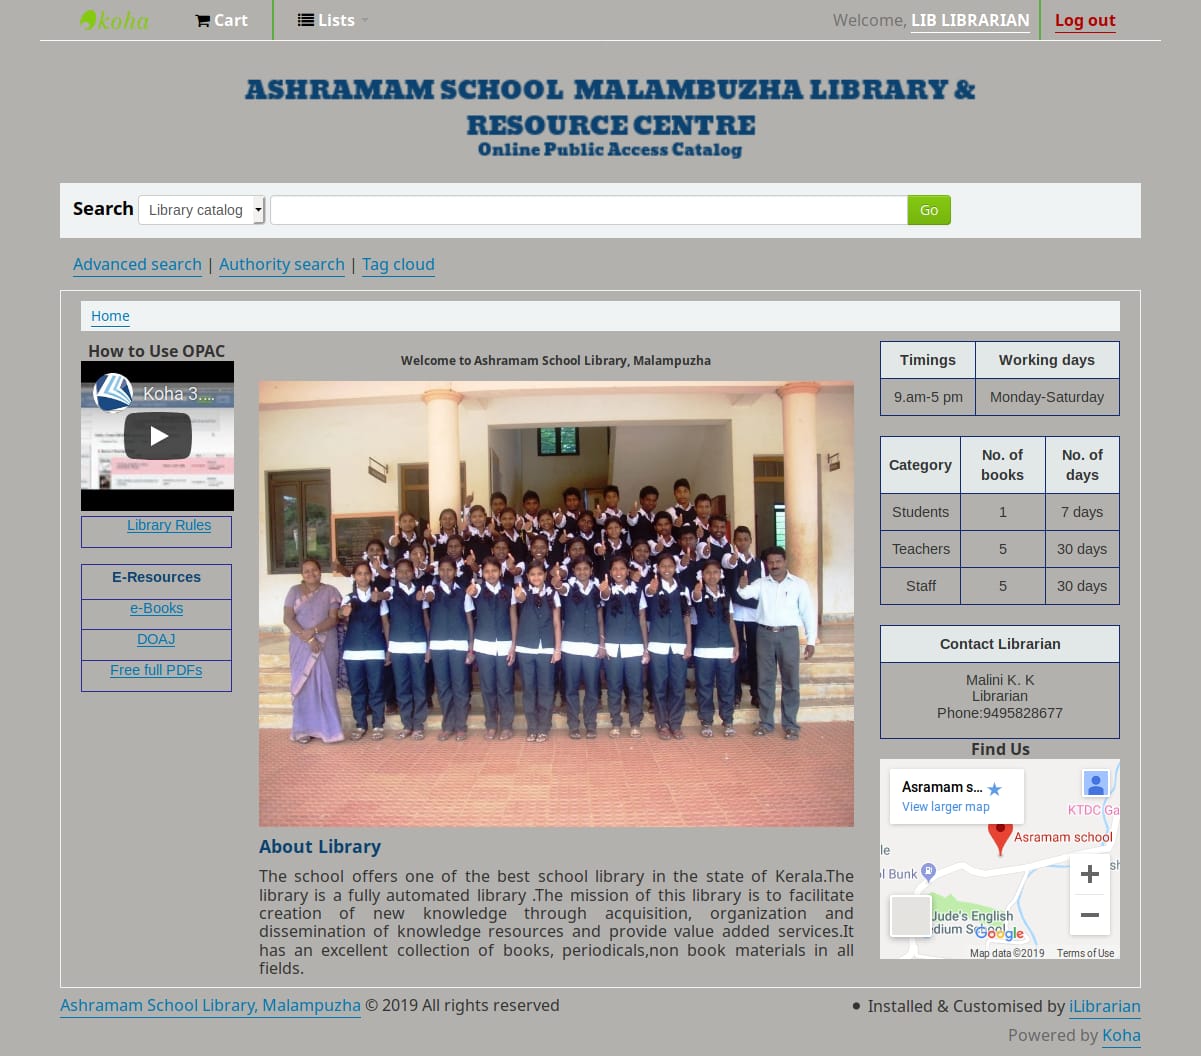 koha Cart Lists Welcome, LIB LIBRARIAN Log out
ASHRAMAM SCHOOL MALAMBUZHA LIBRARY &
RESOURCE CENTRE
Online Public Access Catalog
Search Library catalog Go
Advanced search | Authority search | Tag cloud
Home
How to Use OPAC
Koha 3....
Library Rules
E-Resources
e-Books
DOAJ
Free full PDFs
Welcome to Ashramam School Library, Malampuzha
About Library
The school offers one of the best school library in the state of Kerala.The
library is a fully automated library .The mission of this library is to facilitate
creation of new knowledge through acquisition, organization and
dissemination of knowledge resources and provide value added services.It
has an excellent collection of books, periodicals,non book materials in all
fields.
Timings Working days
9.am-5 pm Monday-Saturday
Category No. of books No. of days
Students 1 7 days
Teachers 5 30 days
Staff 5 30 days
Contact Librarian
Malini K. K
Librarian
Phone:9495828677
Find Us
Asramam s...
View larger map
KTDC Ga
Asramam school
le
l Bunk
sh
Jude's English
edium School
Google
Map data ©2019 Terms of Use
Ashramam School Library, Malampuzha © 2019 All rights reserved
• Installed & Customised by iLibrarian
Powered by Koha